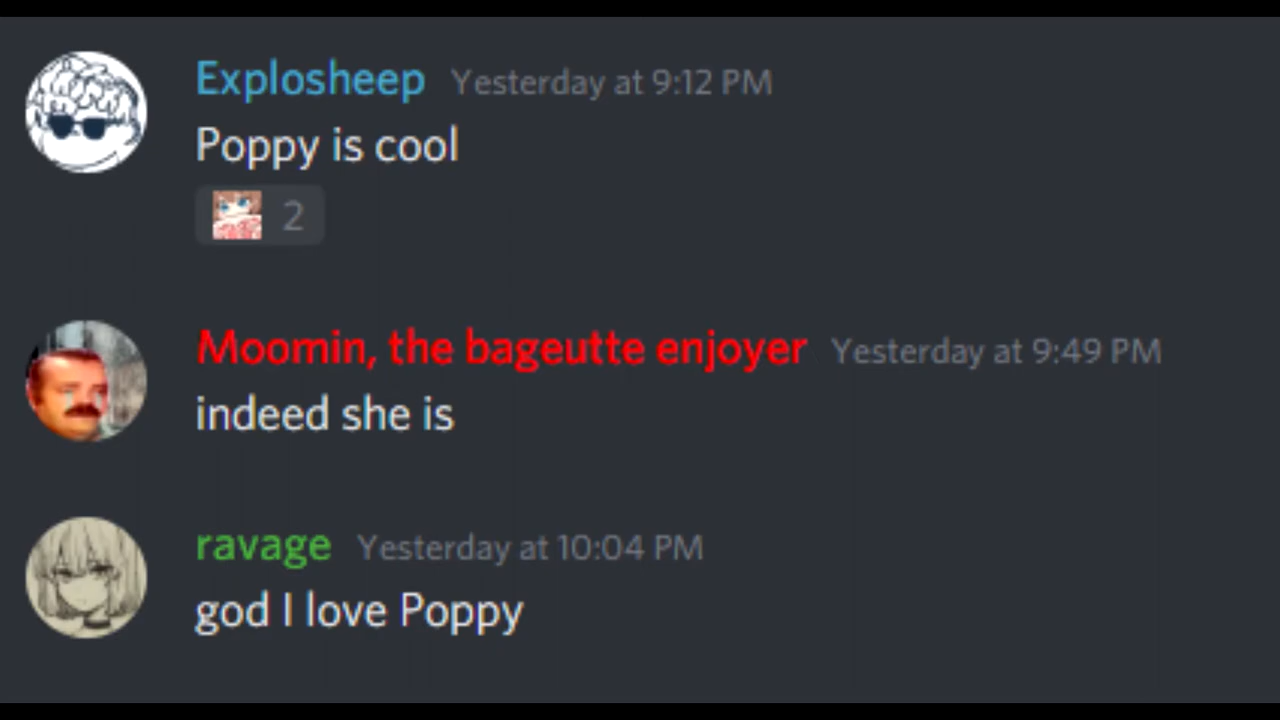 Explosheep Yesterday at 9:12 PM
Poppy is cool
2
Moomin, the bageutte enjoyer Yesterday at 9:49 PM
indeed she is
ravage Yesterday at 10:04 PM
god I love Poppy